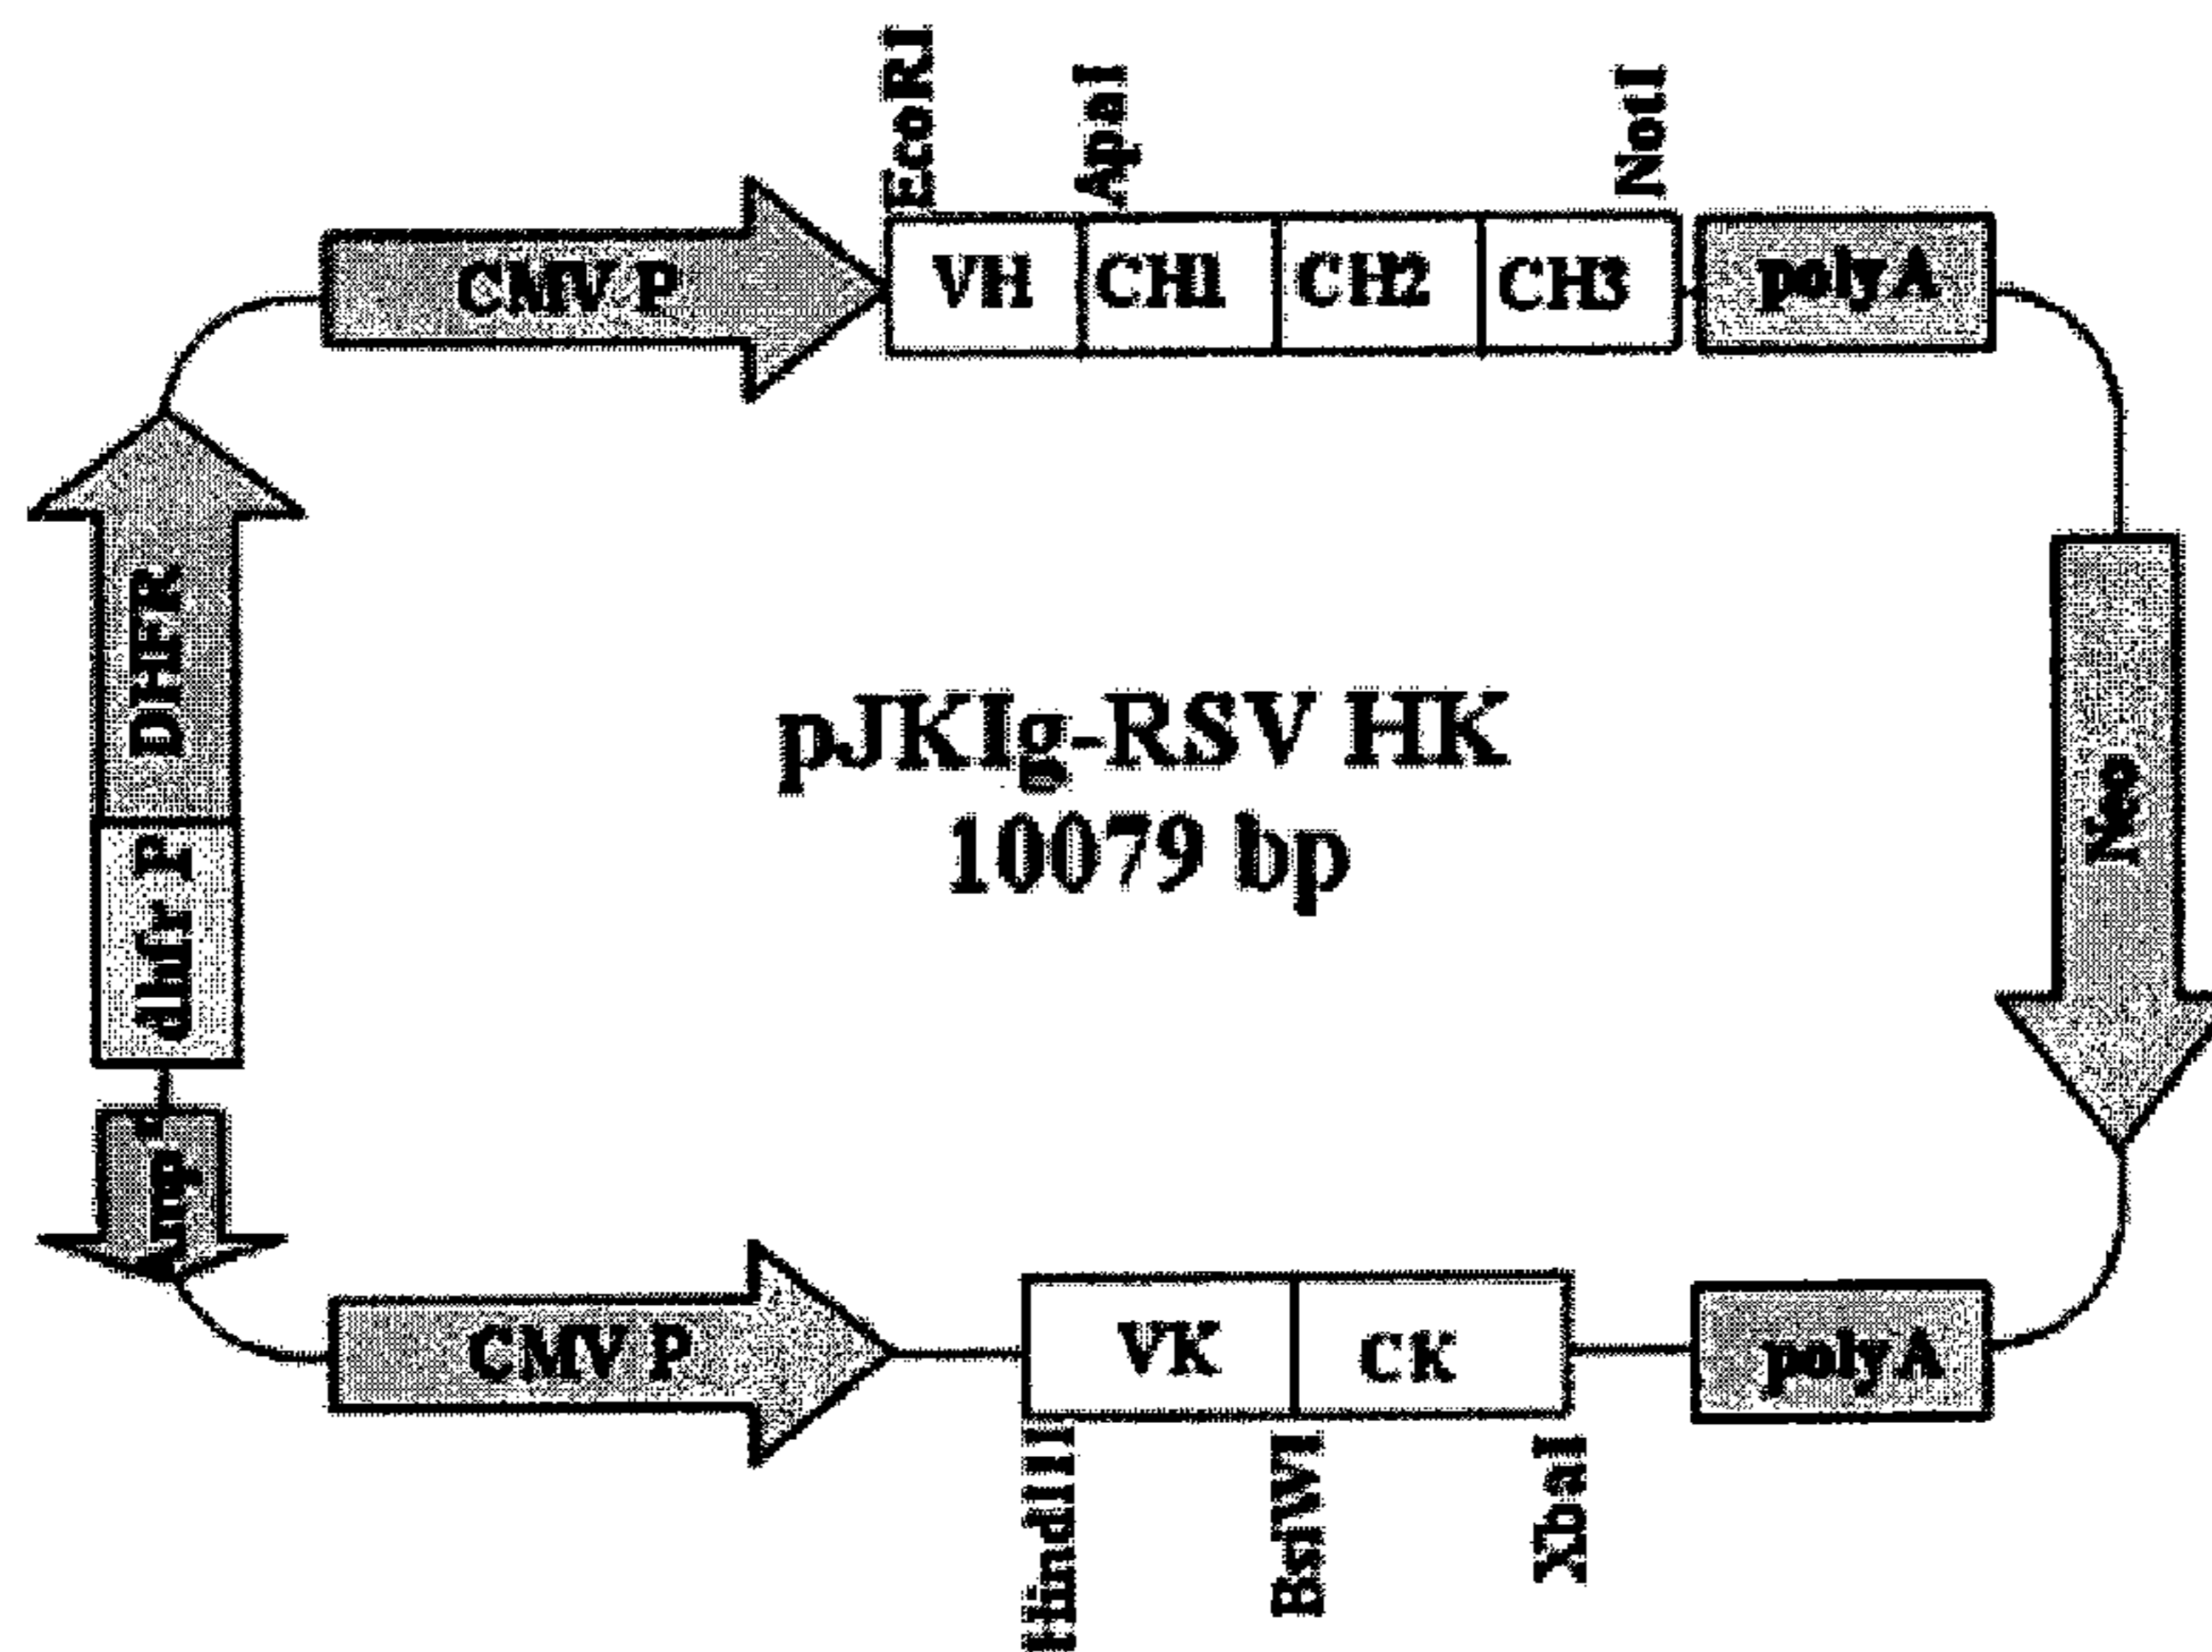 EcoRI
ApaI
NotI
CMV P
VH
CH1
CH2
CH3
polyA
DHFR
dhfr P
Amp r
pJKIg-RSV HK
10079 bp
Neo
CMV P
VK
CK
polyA
HindIII
BsiWI
XbaI